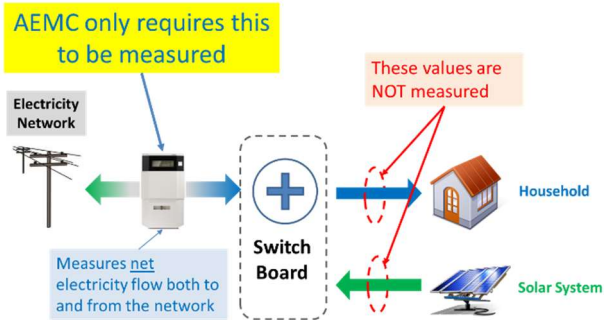 AEMC only requires this
to be measured
These values are
NOT measured
Electricity
Network
Household
Switch
Board
Measures net
electricity flow both to
and from the network
Solar System